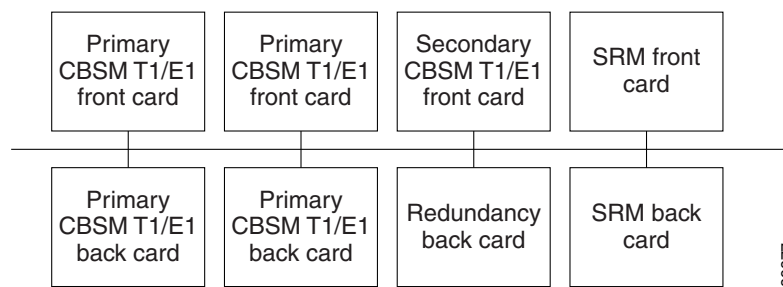 Primary
CBSM T1/E1
front card
Primary
CBSM T1/E1
front card
Secondary
CBSM T1/E1
front card
SRM front
card
Primary
CBSM T1/E1
back card
Primary
CBSM T1/E1
back card
Redundancy
back card
SRM back
card